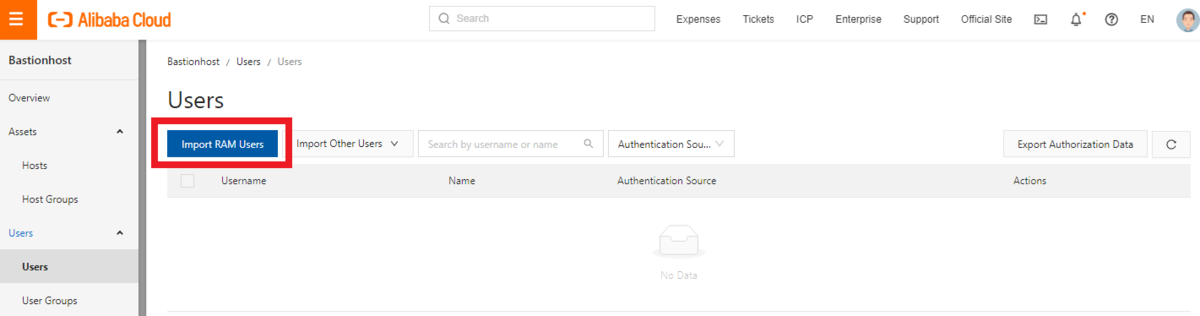 Alibaba Cloud
Search
Expenses Tickets ICP Enterprise Support Official Site EN
Bastionhost
Overview
Assets
Hosts
Host Groups
Users
Users
User Groups
Bastionhost / Users / Users
Users
Import RAM Users Import Other Users Search by username or name Authentication Sou... Export Authorization Data
Username Name Authentication Source Actions
No Data